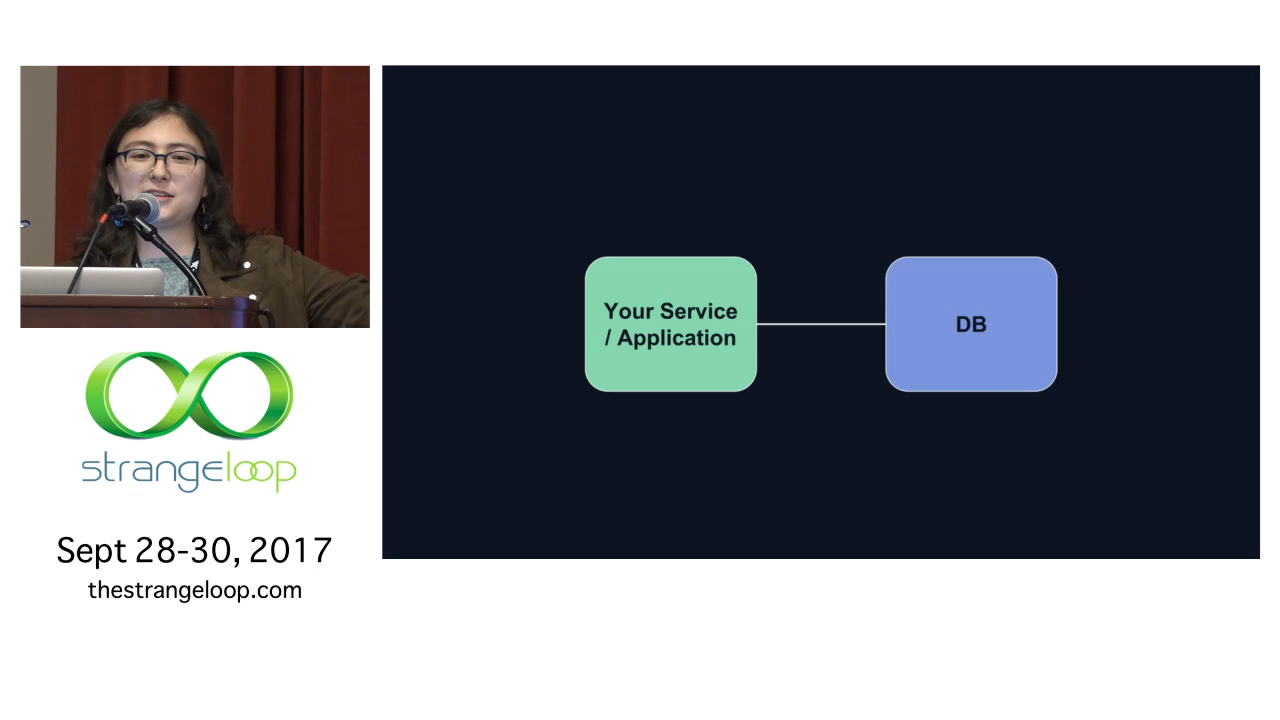 strangeloop
Sept 28-30, 2017
thestrangeloop.com
Your Service
/ Application
DB